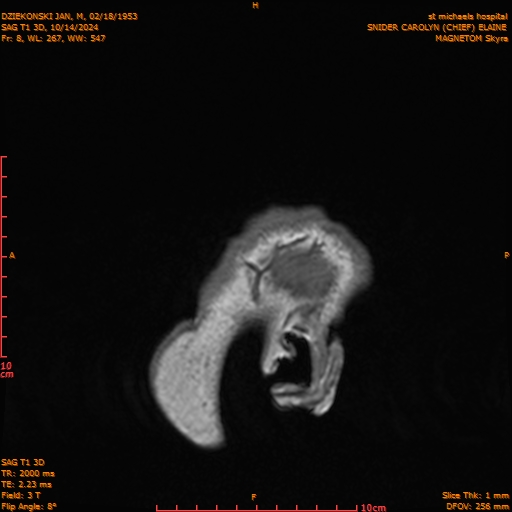 H
DZIEKONSKI JAN, M, 02/18/1953
SAG T1 3D, 10/14/2024
Fr: 8, WL: 267, WW: 547
st michaels hospital
SNIDER CAROLYN (CHIEF) ELAINE
MAGNETOM Skyra
A
P
10
cm
SAG T1 3D
TR: 2000 ms
TE: 2.23 ms
Field: 3 T
Flip Angle: 8°
F
10cm
Slice Thk: 1 mm
DFOV: 256 mm